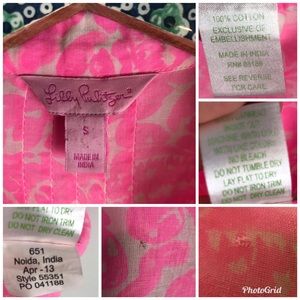 Lilly Pulitzer®
S
MADE IN
INDIA
100% COTTON
EXCLUSIVE OF
EMBELLISHMENT
MADE IN INDIA
RN# 89189
SEE REVERSE
FOR CARE
NO BLEACH
DO NOT TUMBLE DRY
LAY FLAT TO DRY
DO NOT IRON TRIM
DO NOT DRY CLEAN
LAY FLAT TO DRY
DO NOT IRON TRIM
DO NOT DRY CLEAN
651
Noida, India
Apr -13
Style 55351
PO 041188
PhotoGrid